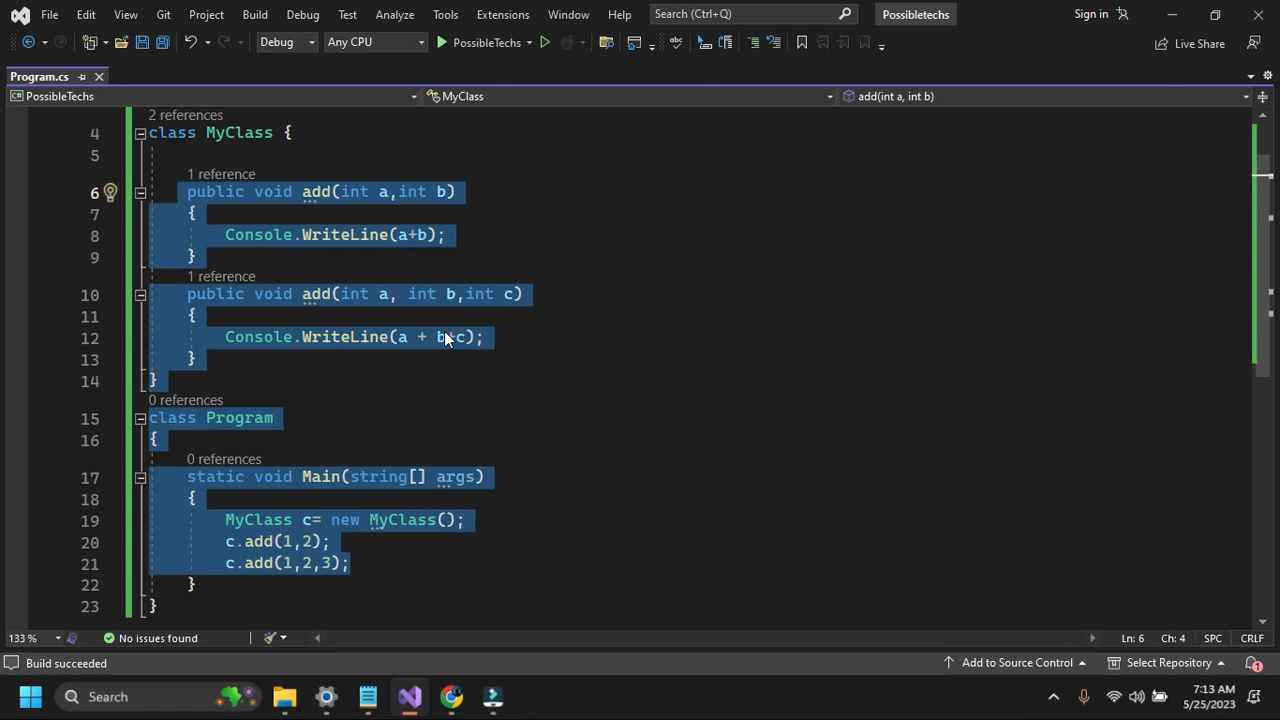 File Edit View Git Project Build Debug Test Analyze Tools Extensions Window Help Search (Ctrl+Q) Possibletechs Sign in
Debug Any CPU PossibleTechs Live Share
Program.cs
PossibleTechs MyClass add(int a, int b)
2 references
4 class MyClass {
5
1 reference
6 public void add(int a,int b)
7 {
8 Console.WriteLine(a+b);
9 }
1 reference
10 public void add(int a, int b,int c)
11 {
12 Console.WriteLine(a + b+c);
13 }
14 }
0 references
15 class Program
16 {
0 references
17 static void Main(string[] args)
18 {
19 MyClass c= new MyClass();
20 c.add(1,2);
21 c.add(1,2,3);
22 }
23 }
133 % No issues found Ln: 6 Ch: 4 SPC CRLF
Build succeeded Add to Source Control Select Repository 1
Search 7:13 AM
5/25/2023